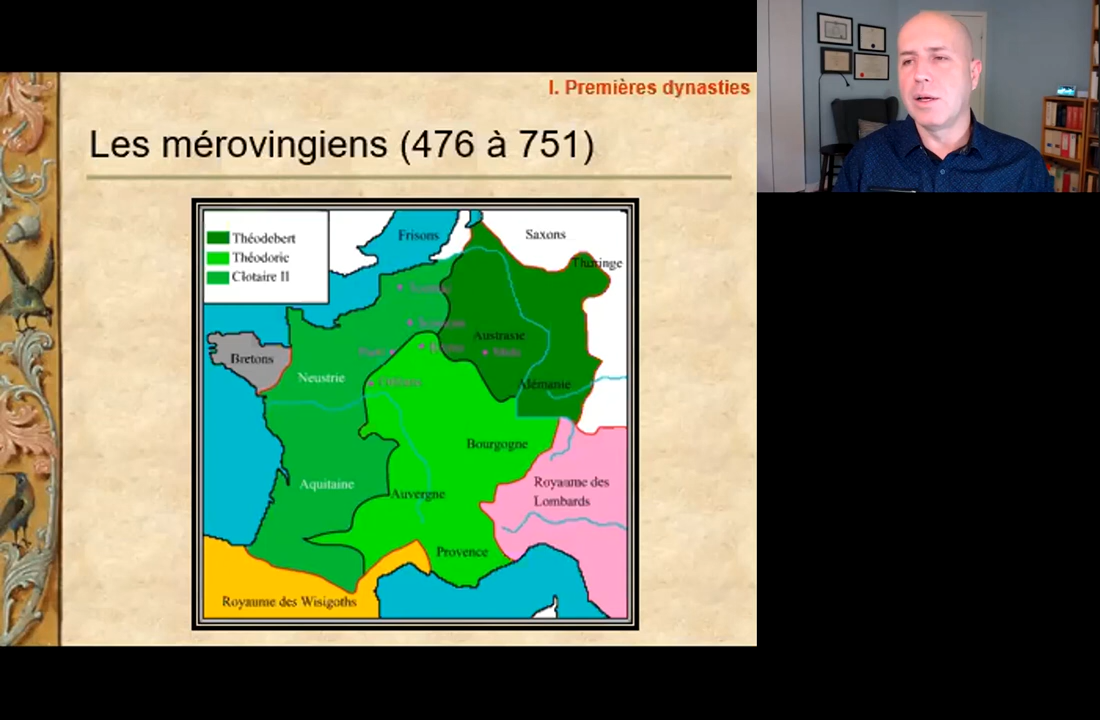 I. Premières dynasties
Les mérovingiens (476 à 751)
Théodebert
Théodoric
Clotaire II
Frisons
Saxons
Thuringe
Bretons
Austrasie
Metz
Neustrie
Orléans
Alémanie
Bourgogne
Aquitaine
Auvergne
Royaume des
Lombards
Provence
Royaume des Wisigoths